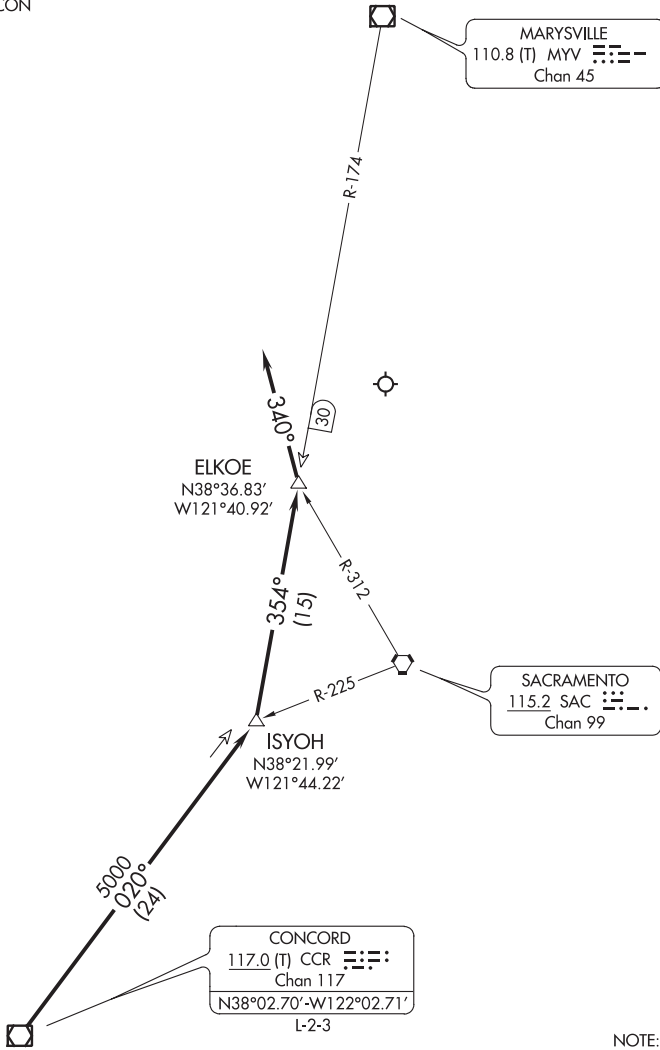 CON
MARYSVILLE
110.8 (T) MYV
Chan 45
R-174
30
340°
ELKOE
N38°36.83′
W121°40.92′
R-312
354°
(15)
R-225
SACRAMENTO
115.2 SAC
Chan 99
ISYOH
N38°21.99′
W121°44.22′
5000
020°
(24)
CONCORD
117.0 (T) CCR
Chan 117
N38°02.70′-W122°02.71′
L-2-3
NOTE: